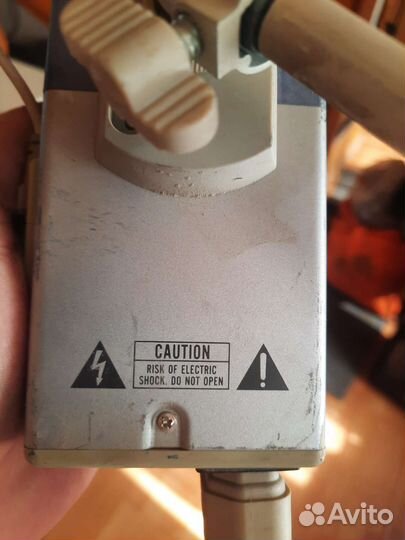 CAUTION
RISK OF ELECTRIC
SHOCK. DO NOT OPEN
Avito